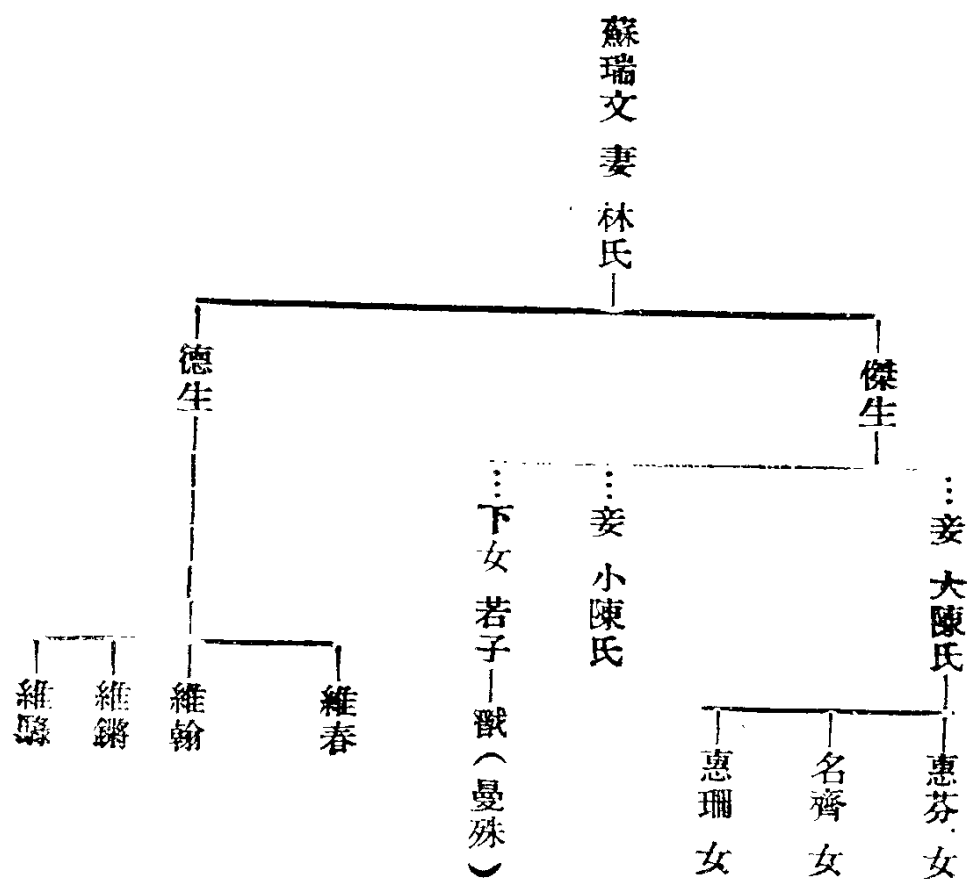 蘇瑞文 妻 林氏
傑生
德生
妾 大陳氏
妾 小陳氏
下女 若子—戩(曼殊)
惠芬 女
名齊 女
惠珊 女
維春
維翰
維鏘
維